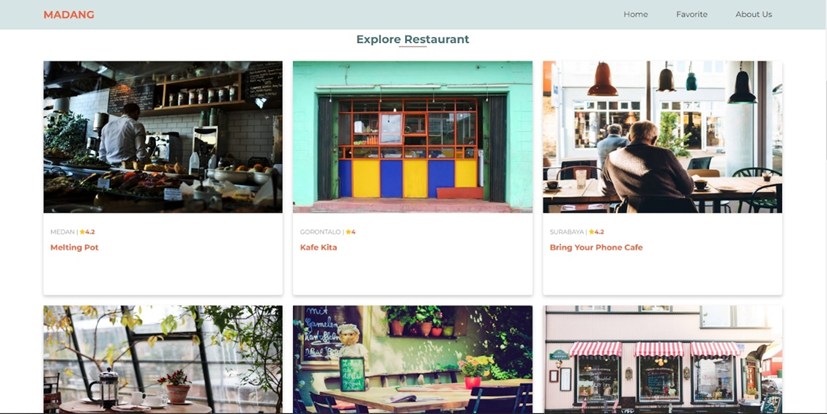 MADANG
Home Favorite About Us
Explore Restaurant
MEDAN | ★4.2
Melting Pot
GORONTALO | ★4
Kafe Kita
SURABAYA | ★4.2
Bring Your Phone Cafe